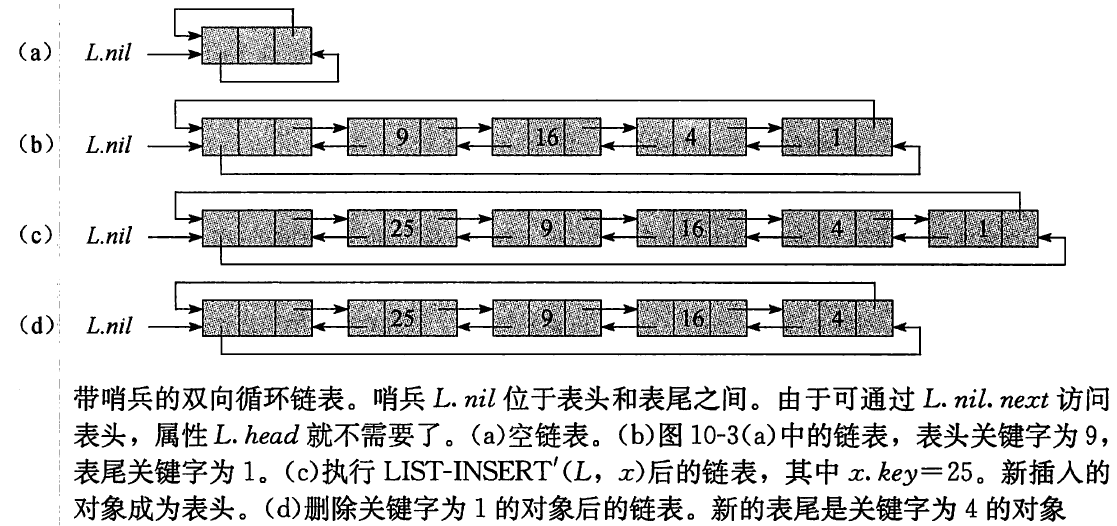 (a) L.nil
(b) L.nil 9 16 4 1
(c) L.nil 25 9 16 4 1
(d) L.nil 25 9 16 4
带哨兵的双向循环链表。哨兵 L.nil 位于表头和表尾之间。由于可通过 L.nil.next 访问
表头，属性 L.head 就不需要了。(a)空链表。(b)图 10-3(a)中的链表，表头关键字为 9，
表尾关键字为 1。(c)执行 LIST-INSERT′(L，x)后的链表，其中 x.key=25。新插入的
对象成为表头。(d)删除关键字为 1 的对象后的链表。新的表尾是关键字为 4 的对象